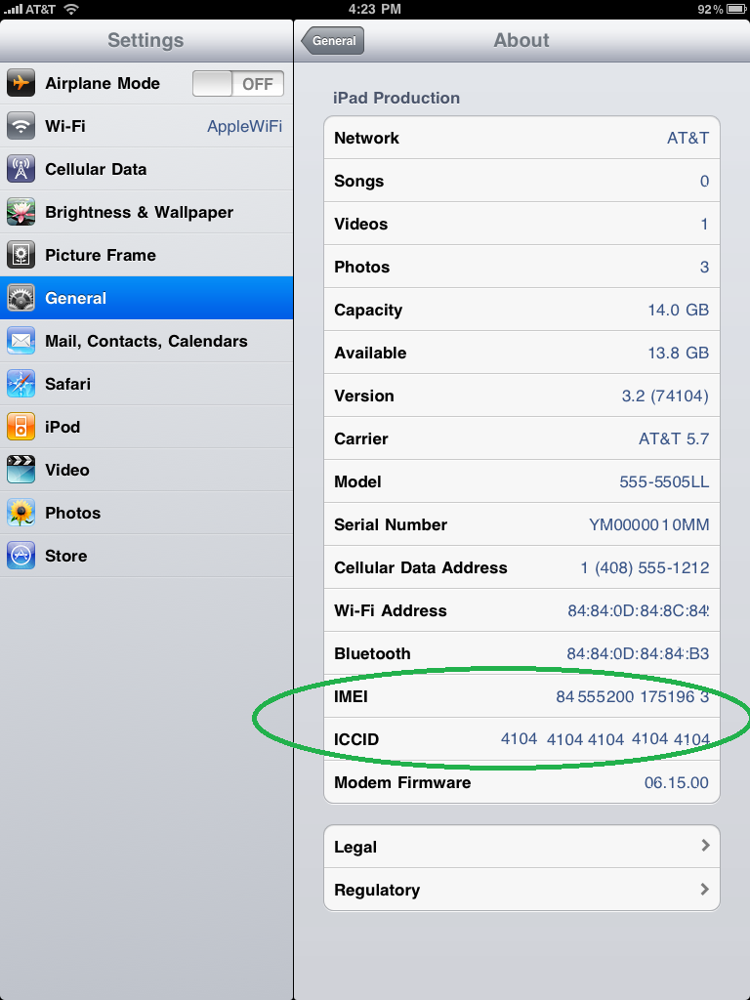 AT&T 4:23 PM 92%
Settings
Airplane Mode OFF
Wi-Fi AppleWiFi
Cellular Data
Brightness & Wallpaper
Picture Frame
General
Mail, Contacts, Calendars
Safari
iPod
Video
Photos
Store
General About
iPad Production
Network AT&T
Songs 0
Videos 1
Photos 3
Capacity 14.0 GB
Available 13.8 GB
Version 3.2 (74104)
Carrier AT&T 5.7
Model 555-5505LL
Serial Number YM0000010MM
Cellular Data Address 1 (408) 555-1212
Wi-Fi Address 84:84:0D:84:8C:84:
Bluetooth 84:84:0D:84:84:B3
IMEI 84 555200 175196 3
ICCID 4104 4104 4104 4104 4104
Modem Firmware 06.15.00
Legal
Regulatory